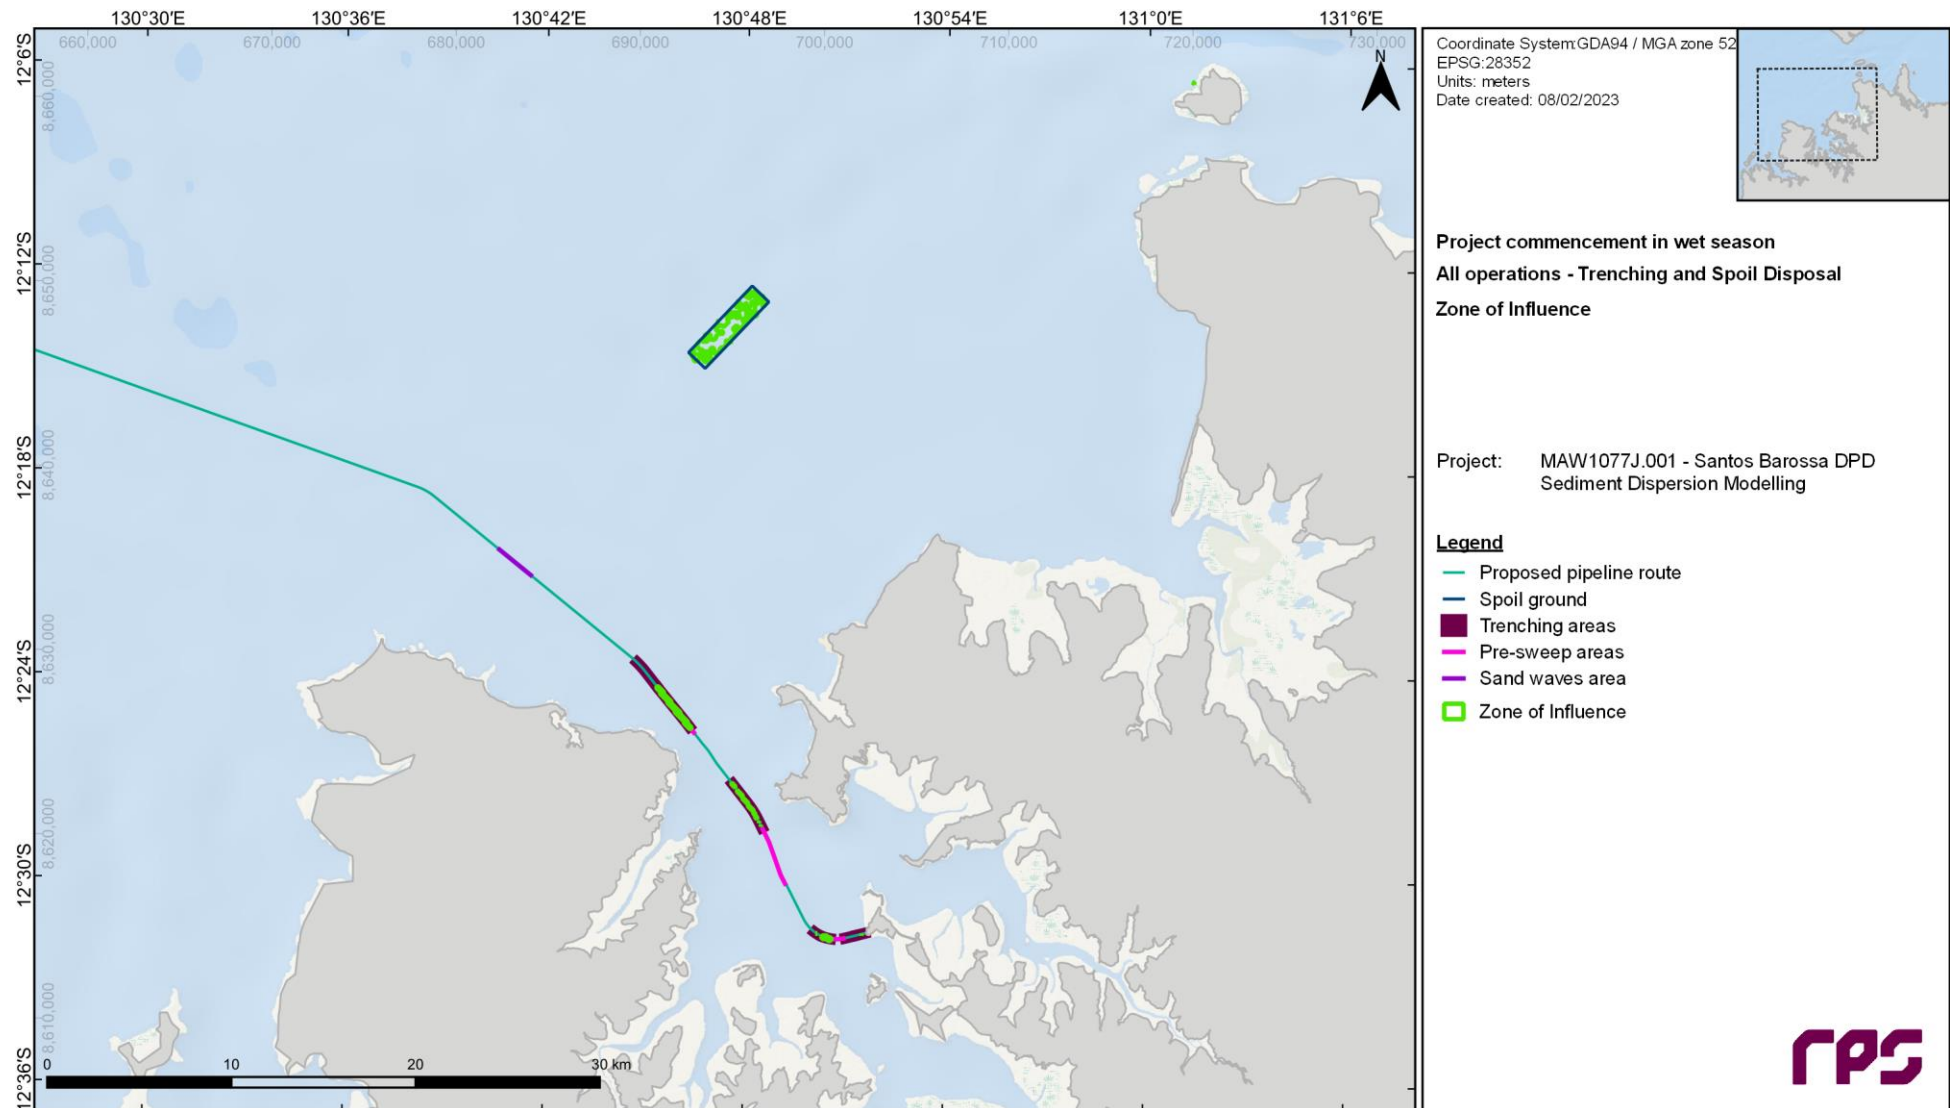 130°30'E 130°36'E 130°42'E 130°48'E 130°54'E 131°0'E 131°6'E
660,000 670,000 680,000 690,000 700,000 710,000 720,000 730,000
12°6'S
8,660,000
12°12'S
8,650,000
12°18'S
8,640,000
12°24'S
8,630,000
12°30'S
8,620,000
12°36'S
8,610,000
N
0 10 20 30 km
Coordinate System:GDA94 / MGA zone 52
EPSG:28352
Units: meters
Date created: 08/02/2023
Project commencement in wet season
All operations - Trenching and Spoil Disposal
Zone of Influence
Project: MAW1077J.001 - Santos Barossa DPD
Sediment Dispersion Modelling
Legend
Proposed pipeline route
Spoil ground
Trenching areas
Pre-sweep areas
Sand waves area
Zone of Influence
rps